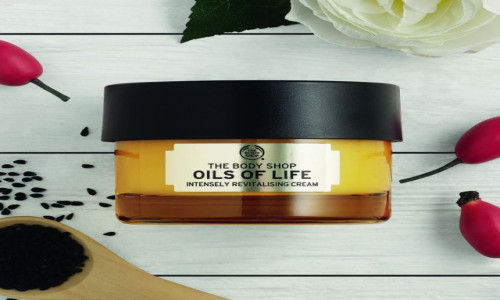 THE BODY SHOP
OILS OF LIFE
INTENSELY REVITALISING CREAM